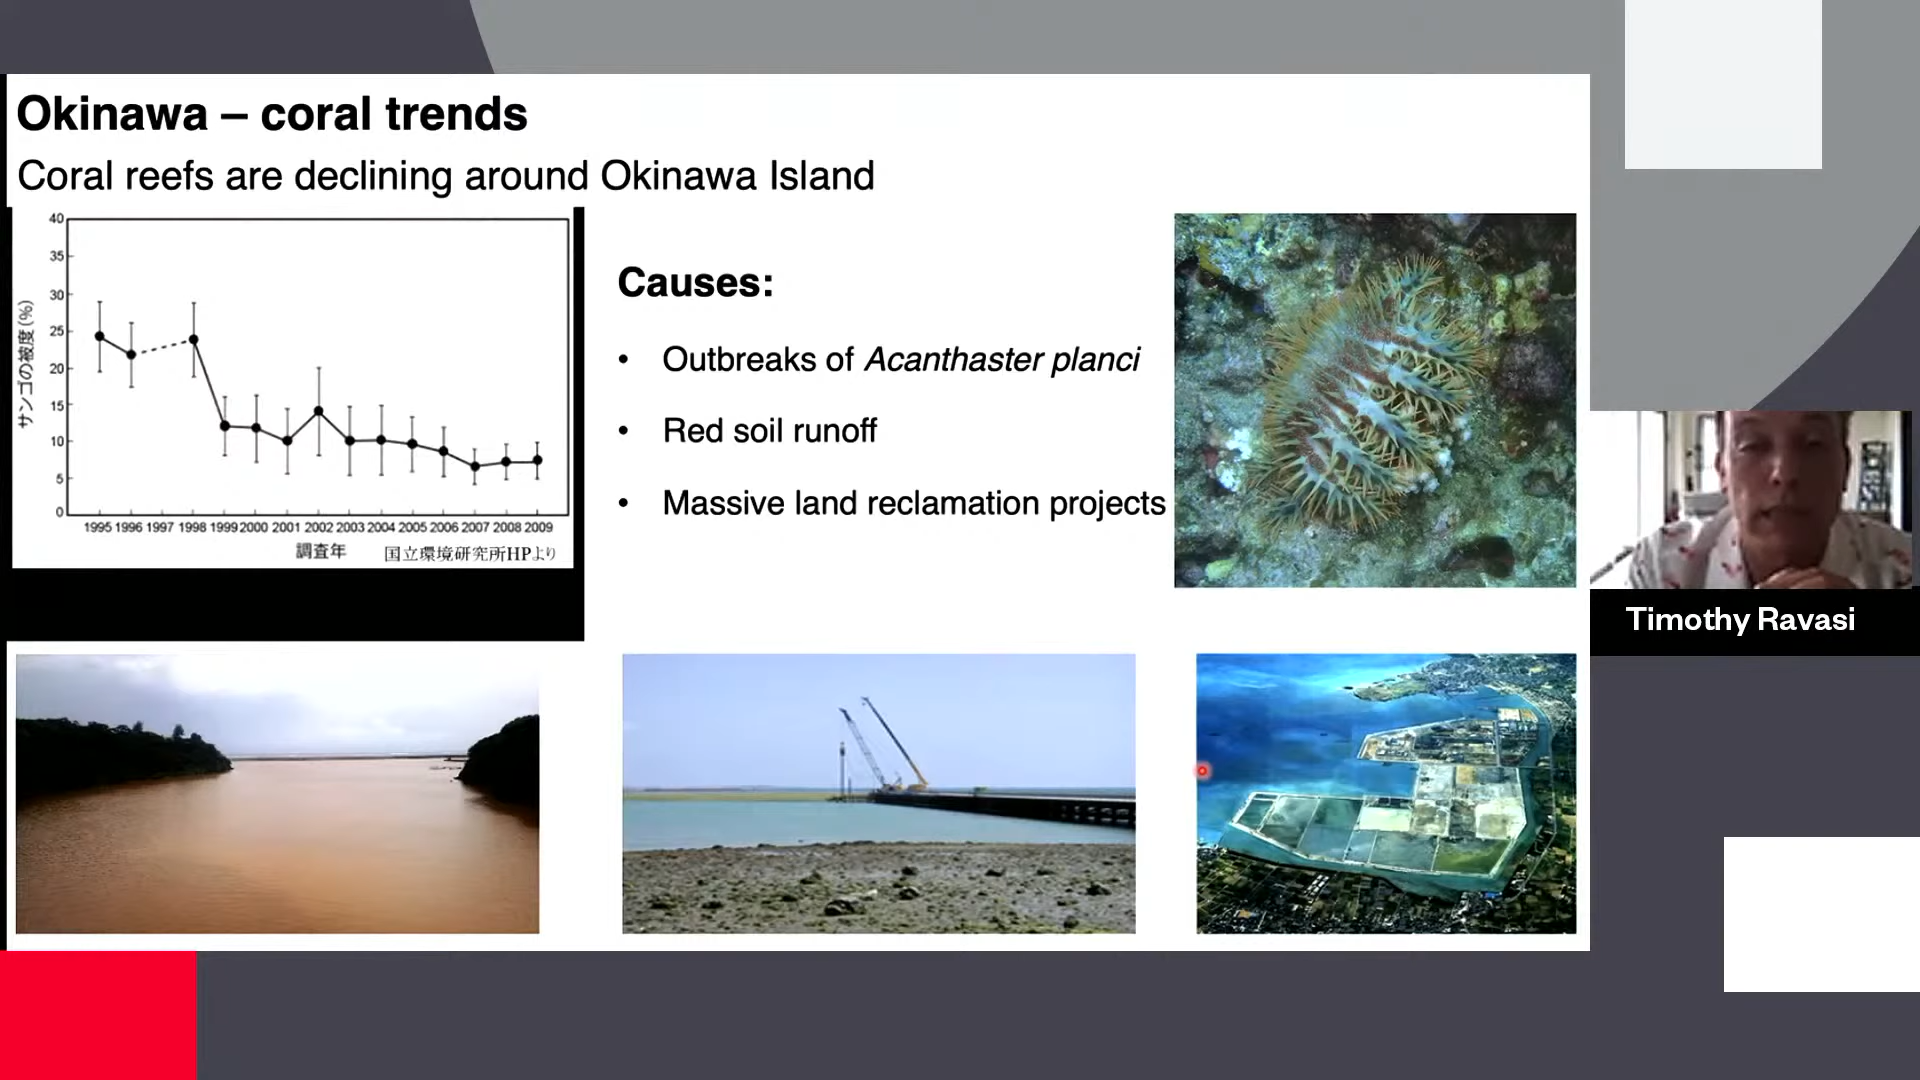 Okinawa – coral trends
Coral reefs are declining around Okinawa Island
40
35
30
25
20
15
10
5
0
サンゴの被度(%)
1995 1996 1997 1998 1999 2000 2001 2002 2003 2004 2005 2006 2007 2008 2009
調査年 国立環境研究所HPより
Causes:
• Outbreaks of Acanthaster planci
• Red soil runoff
• Massive land reclamation projects
Timothy Ravasi